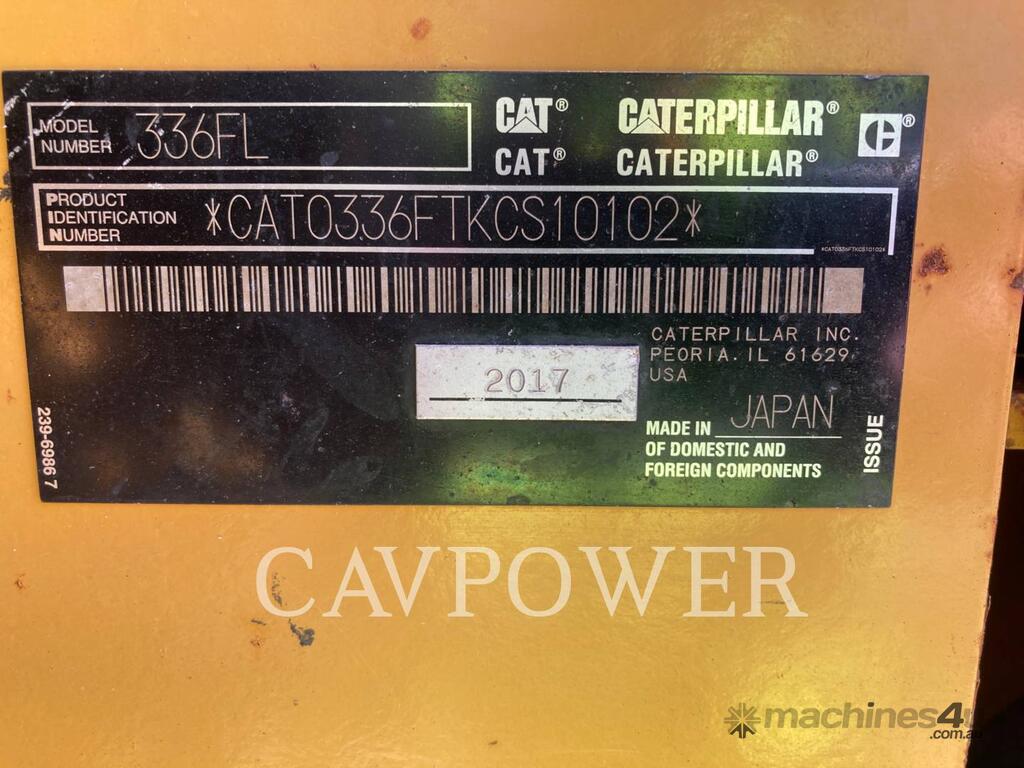 MODEL NUMBER 336FL
CAT® CATERPILLAR®
CAT® CATERPILLAR®
C®
PRODUCT
IDENTIFICATION
NUMBER
*CAT0336FTKCS10102*
*CAT0336FTKCS10102*
CATERPILLAR INC.
PEORIA. IL 61629
USA
2017
MADE IN JAPAN
OF DOMESTIC AND
FOREIGN COMPONENTS
ISSUE
239-6986 7
CAVPOWER
machines4u
.com.au